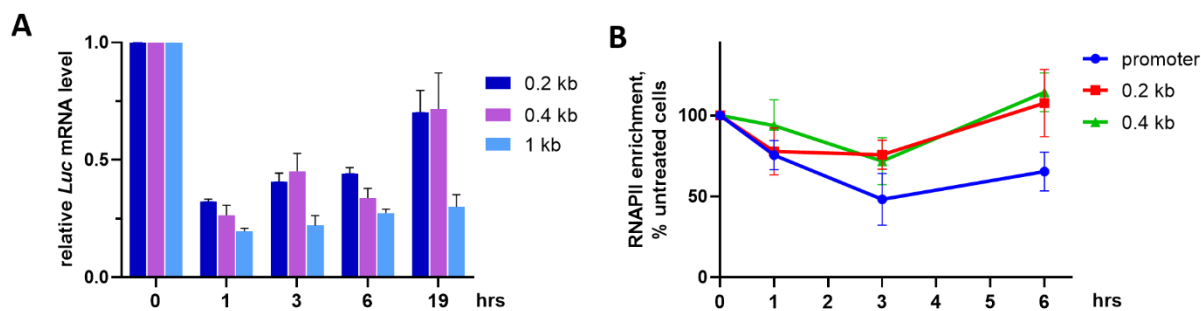 A
relative Luc mRNA level
1.0
0.5
0.0
0 1 3 6 19 hrs
0.2 kb
0.4 kb
1 kb
B
RNAPII enrichment,
% untreated cells
100
50
0
0 1 2 3 4 5 6 hrs
promoter
0.2 kb
0.4 kb